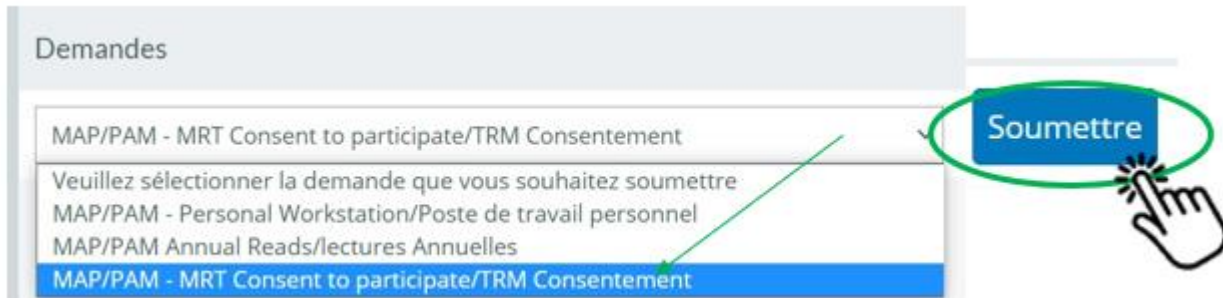 Demandes
MAP/PAM - MRT Consent to participate/TRM Consentement
Soumettre
Veuillez sélectionner la demande que vous souhaitez soumettre
MAP/PAM - Personal Workstation/Poste de travail personnel
MAP/PAM Annual Reads/lectures Annuelles
MAP/PAM - MRT Consent to participate/TRM Consentement